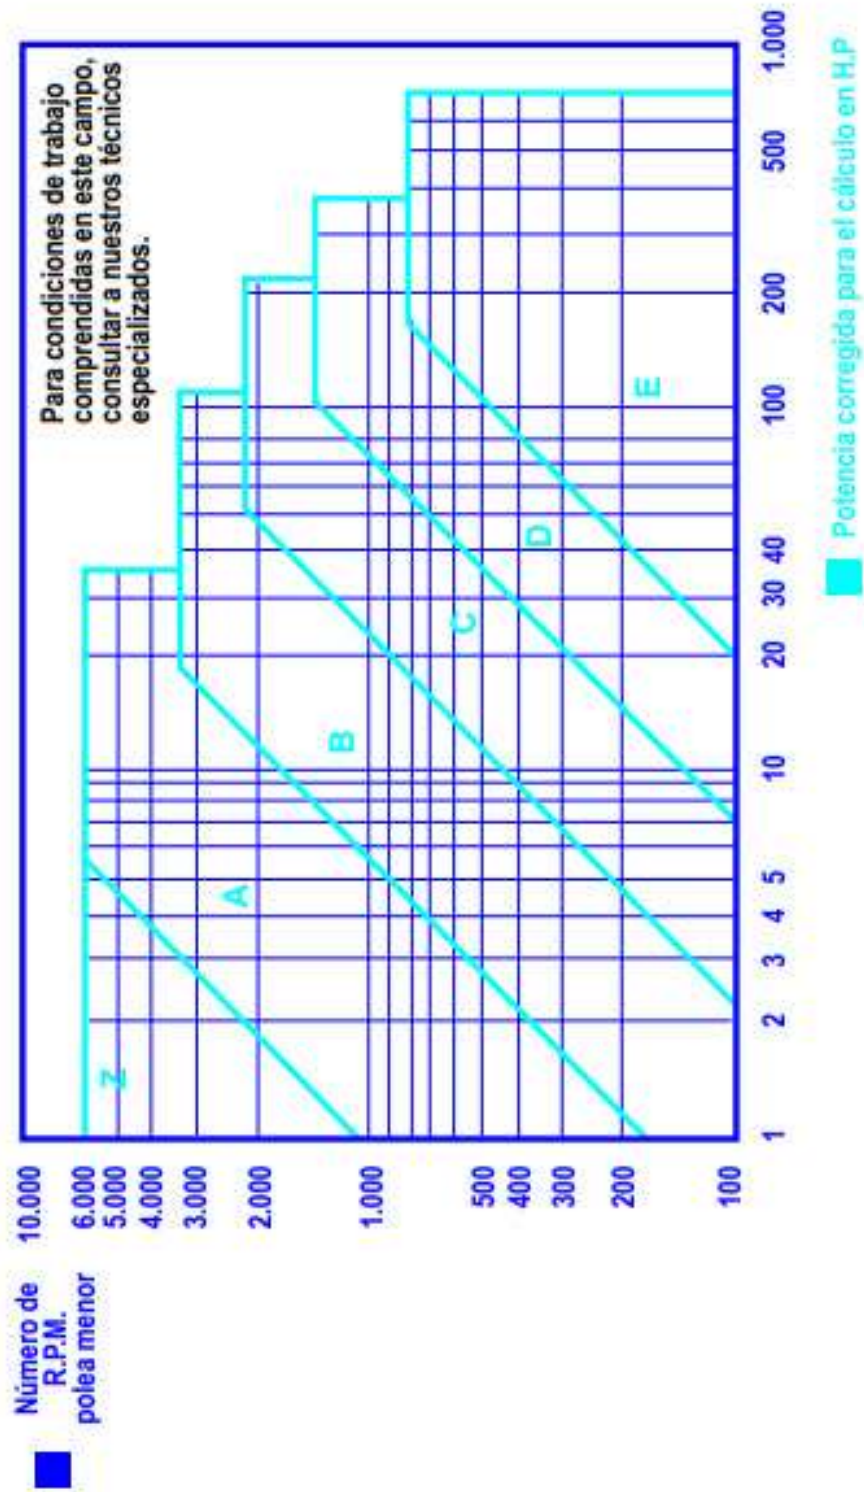 Número de
R.P.M.
polea menor
10.000
6.000
5.000
4.000
3.000
2.000
1.000
500
400
300
200
100
Para condiciones de trabajo
comprendidas en este campo,
consultar a nuestros técnicos
especializados.
Z
A
B
C
D
E
1
2
3
4
5
10
20
30
40
100
200
500
1.000
Potencia corregida para el cálculo en H.P